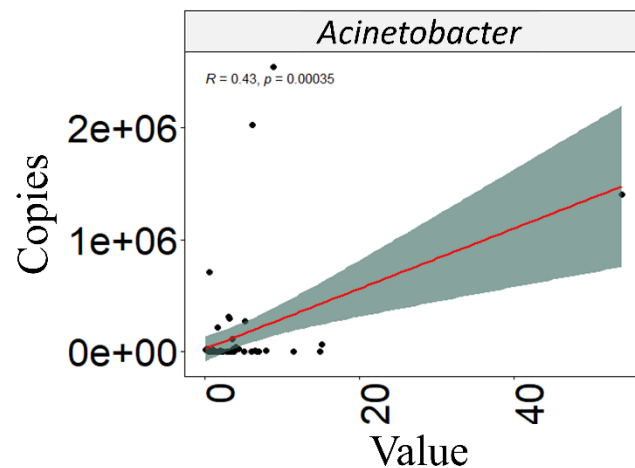 Acinetobacter
R = 0.43, p = 0.00035
2e+06
1e+06
0e+00
Copies
0
20
40
Value